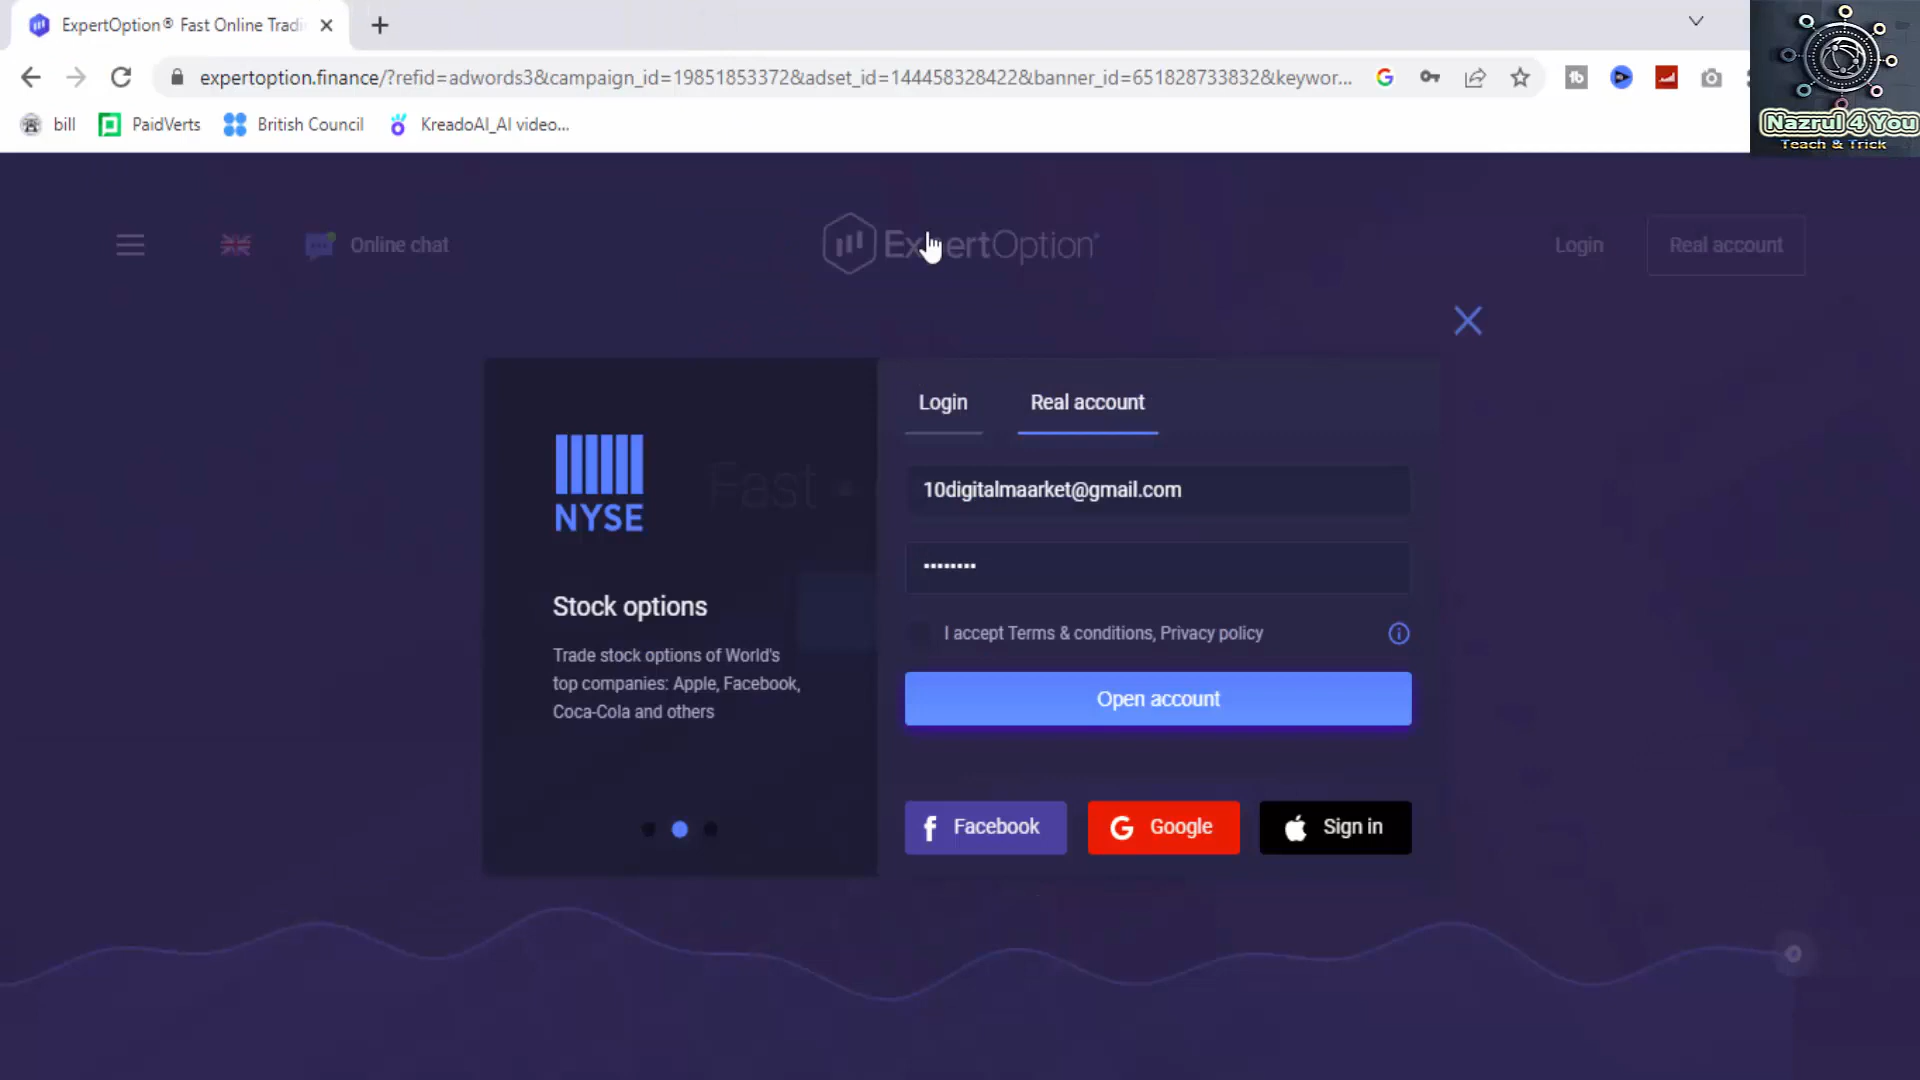 ExpertOption® Fast Online Tradi
expertoption.finance/?refid=adwords3&campaign_id=19851853372&adset_id=144458328422&banner_id=651828733832&keywor...
bill
PaidVerts
British Council
KreadoAI_AI video...
Nazrul 4 You
Teach & Trick
Online chat
ExpertOption®
Login
Real account
Login
Real account
NYSE
Fast
10digitalmaarket@gmail.com
••••••••
Stock options
I accept Terms & conditions, Privacy policy
Trade stock options of World's
top companies: Apple, Facebook,
Coca-Cola and others
Open account
Facebook
Google
Sign in